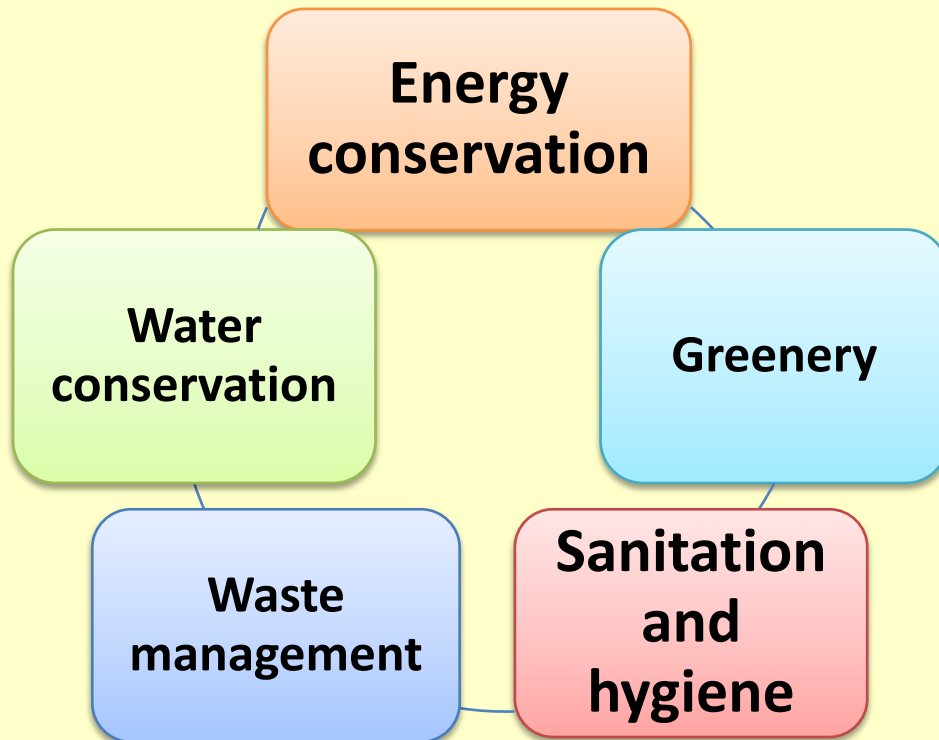 Energy
conservation
Greenery
Sanitation
and
hygiene
Waste
management
Water
conservation